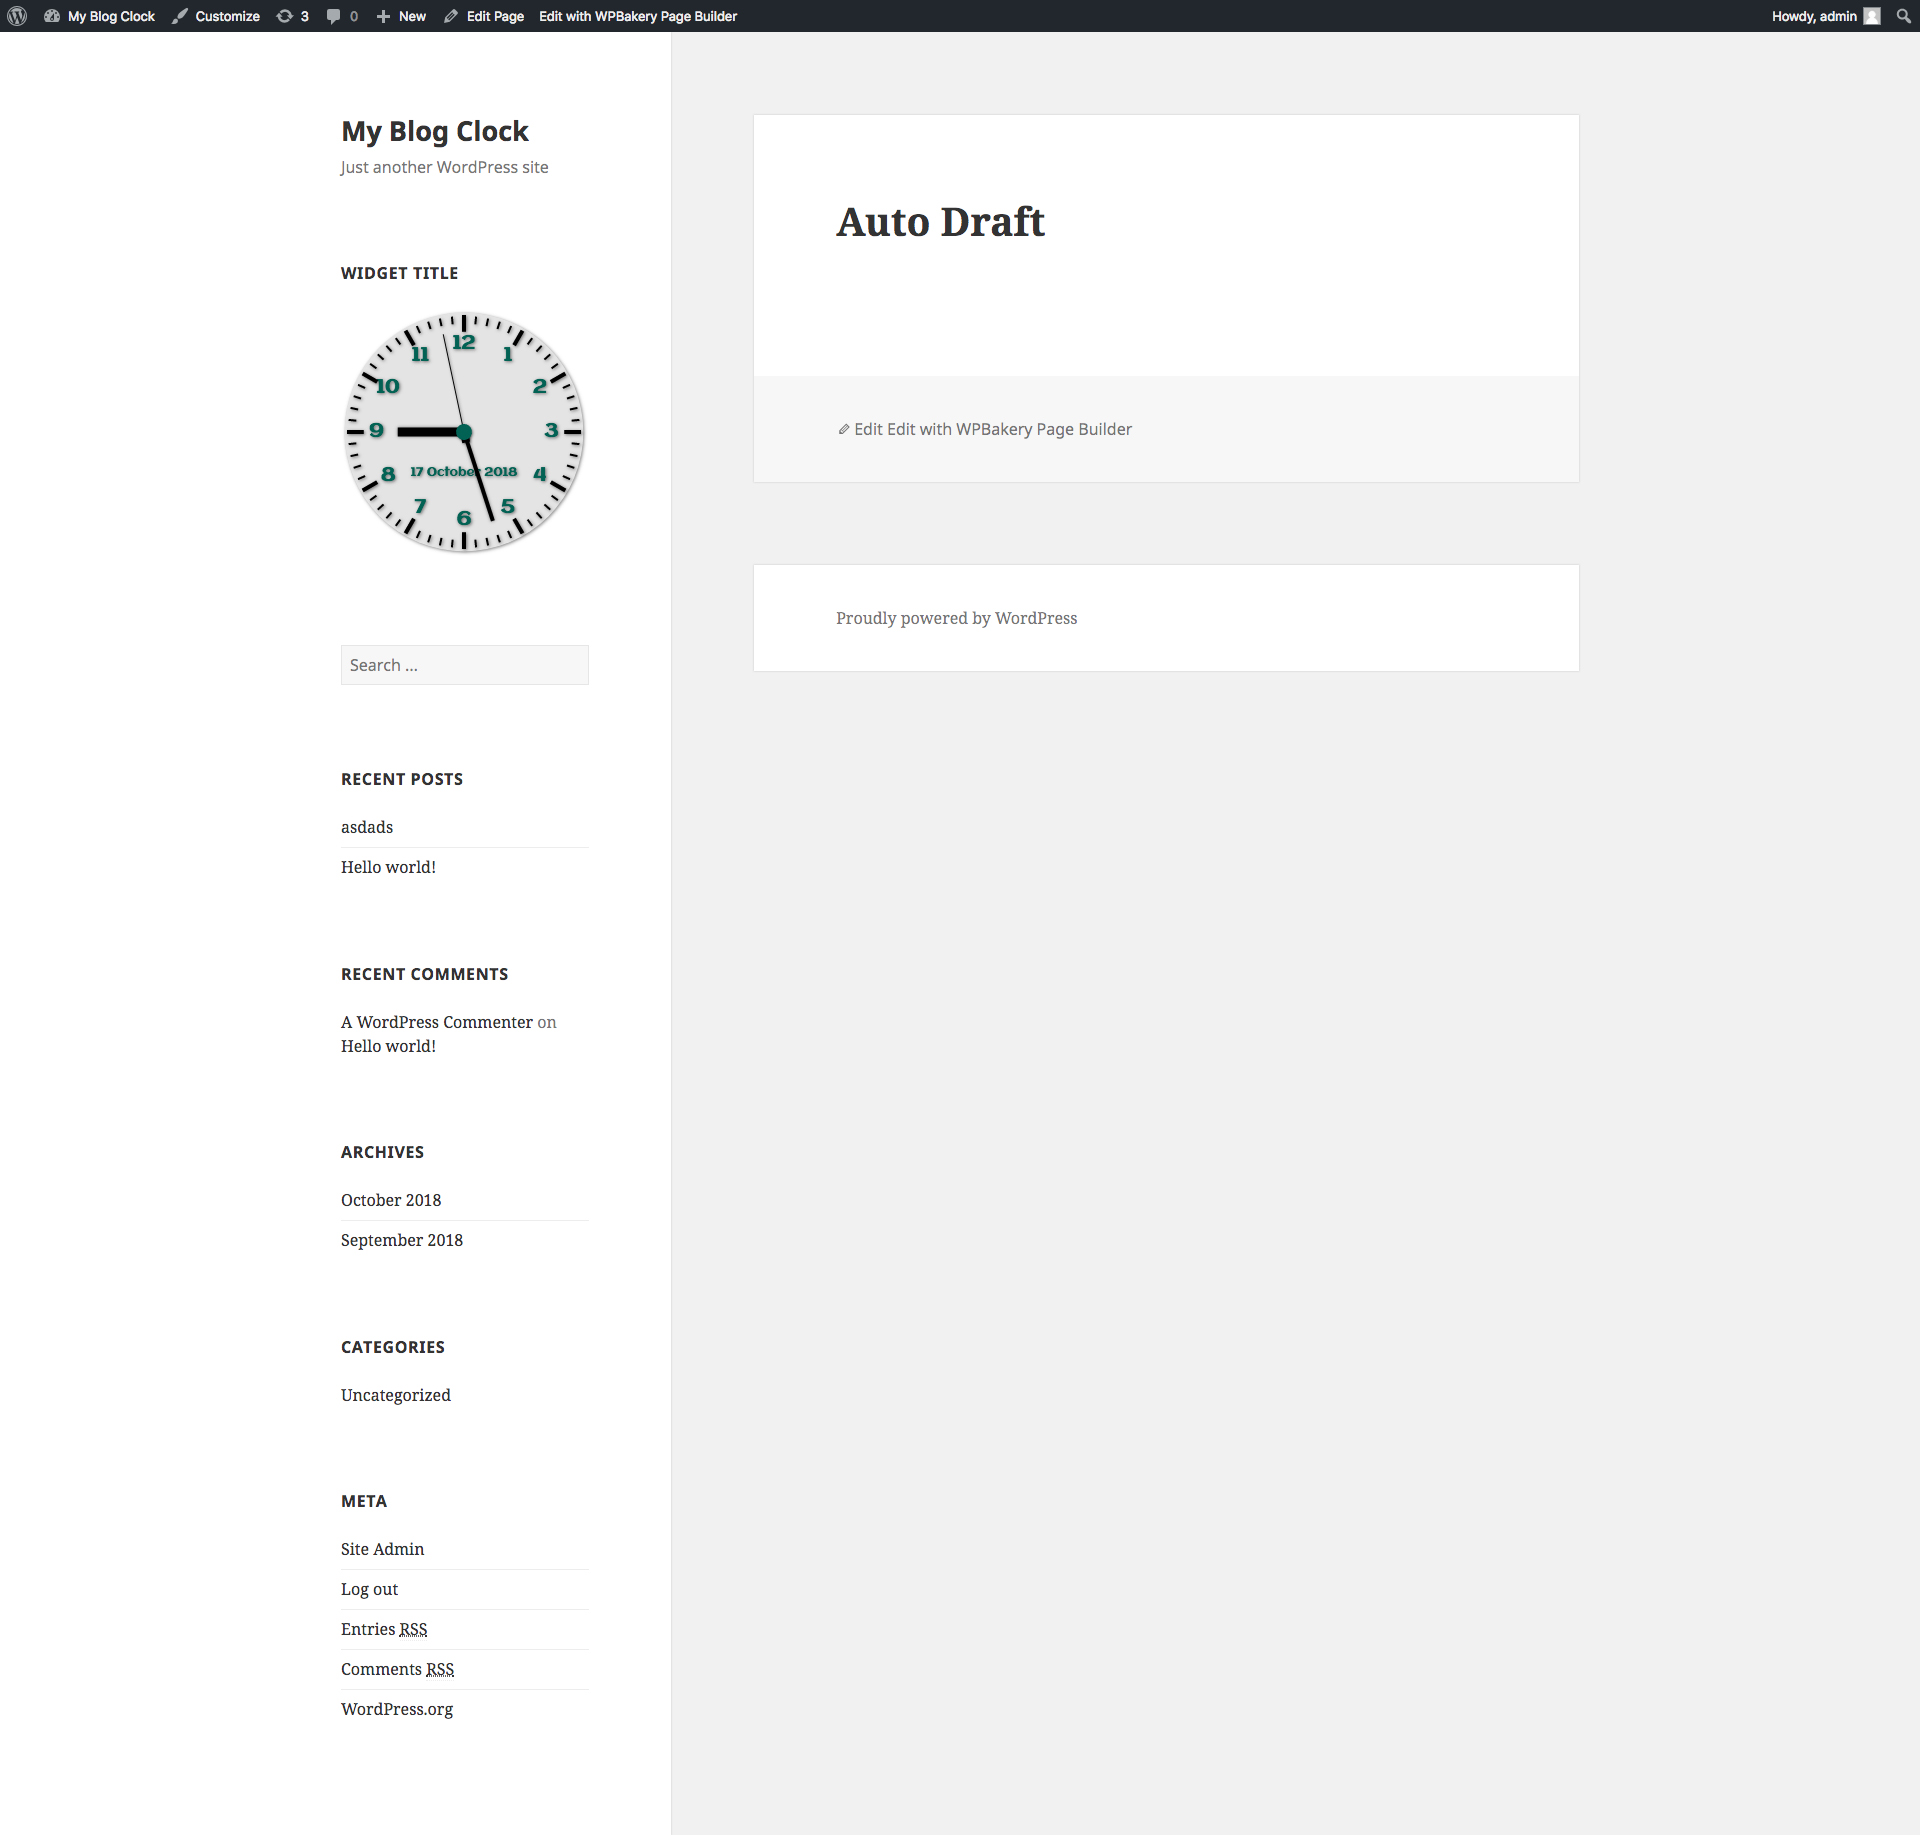 My Blog Clock Customize 3 0 New Edit Page Edit with WPBakery Page Builder Howdy, admin
My Blog Clock
Just another WordPress site
WIDGET TITLE
12
11 1
10 2
9 3
8 17 October 2018 4
7 5
6
Search ...
RECENT POSTS
asdads
Hello world!
RECENT COMMENTS
A WordPress Commenter on
Hello world!
ARCHIVES
October 2018
September 2018
CATEGORIES
Uncategorized
META
Site Admin
Log out
Entries RSS
Comments RSS
WordPress.org
Auto Draft
Edit Edit with WPBakery Page Builder
Proudly powered by WordPress